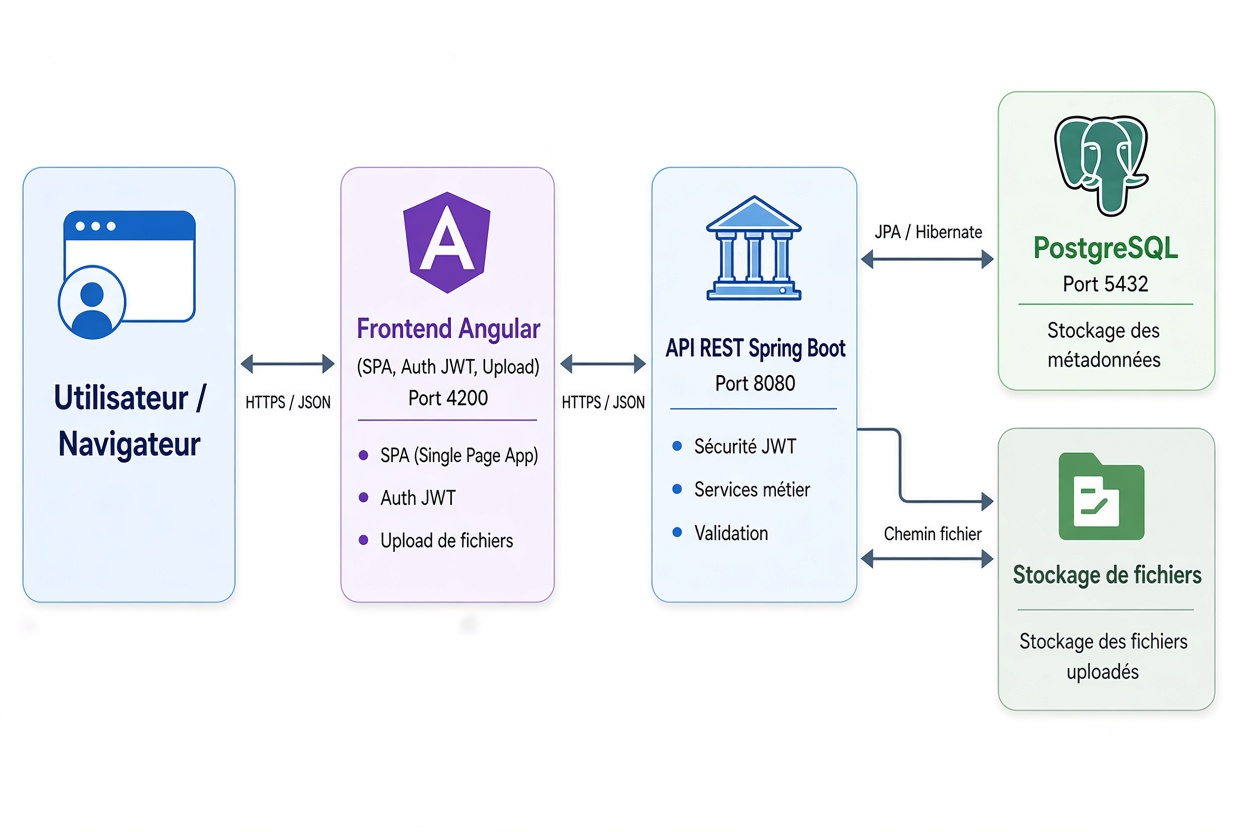 Utilisateur /
Navigateur
HTTPS / JSON
A
Frontend Angular
(SPA, Auth JWT, Upload)
Port 4200
SPA (Single Page App)
Auth JWT
Upload de fichiers
HTTPS / JSON
API REST Spring Boot
Port 8080
Sécurité JWT
Services métier
Validation
JPA / Hibernate
PostgreSQL
Port 5432
Stockage des
métadonnées
Chemin fichier
Stockage de fichiers
Stockage des fichiers
uploadés